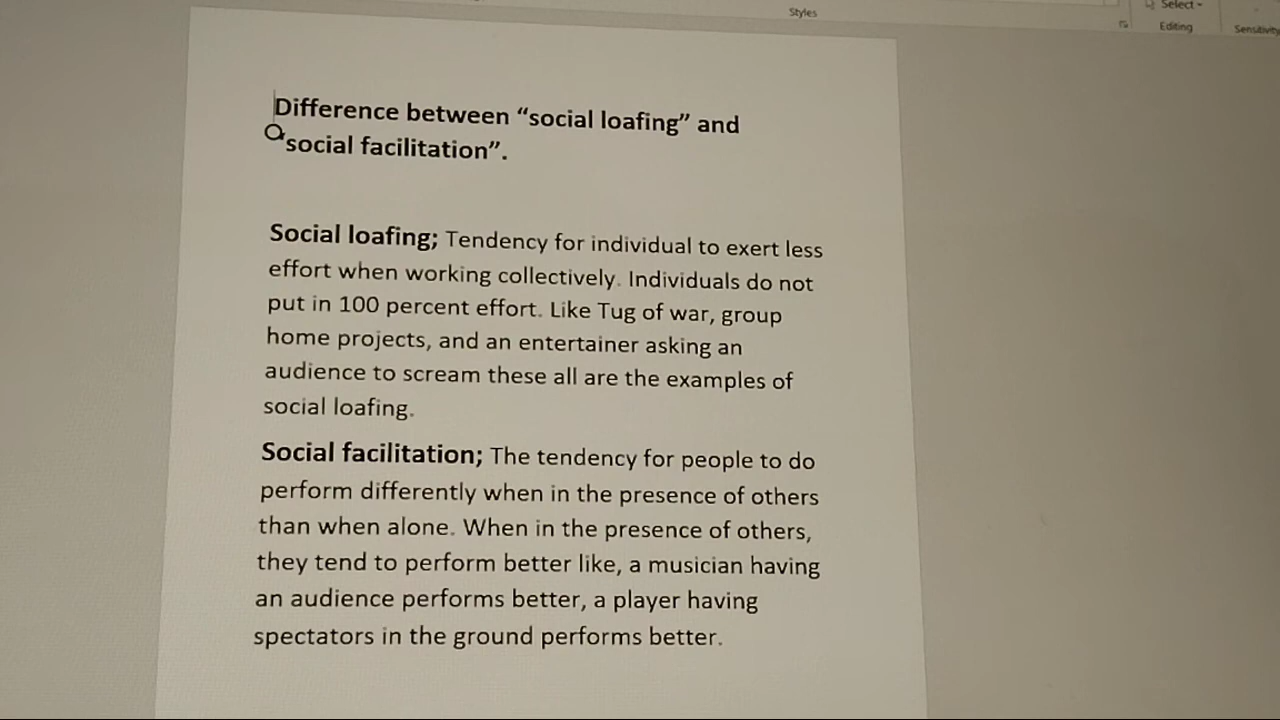 Styles
Select
Editing
Sensitivity
Difference between “social loafing” and
social facilitation”.
Social loafing; Tendency for individual to exert less
effort when working collectively. Individuals do not
put in 100 percent effort. Like Tug of war, group
home projects, and an entertainer asking an
audience to scream these all are the examples of
social loafing.
Social facilitation; The tendency for people to do
perform differently when in the presence of others
than when alone. When in the presence of others,
they tend to perform better like, a musician having
an audience performs better, a player having
spectators in the ground performs better.